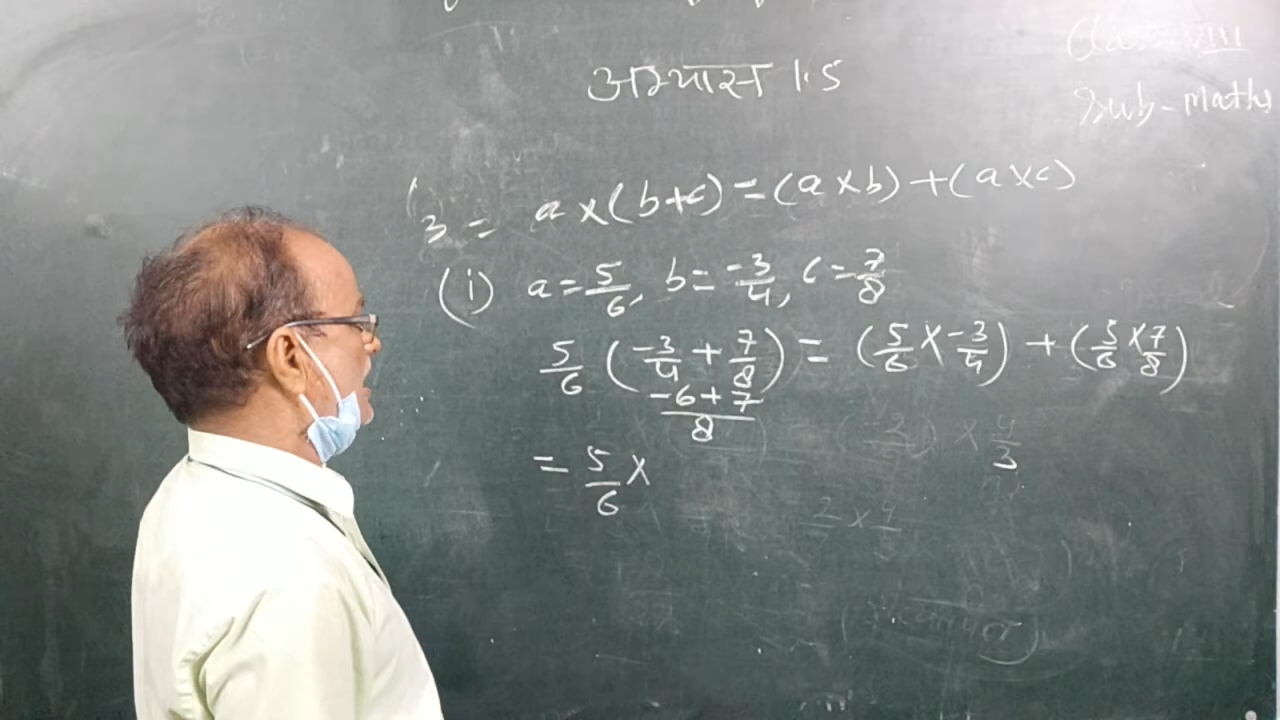 Class VIII
Sub-Maths
अभ्यास 1.5
3 = a×(b+c) = (a×b) + (a×c)
(i) a = 5/6, b = -3/4, c = 7/8
5/6 (-3/4 + 7/8) = (5/6 × -3/4) + (5/6 × 7/8)
-6+7/8
= 5/6 ×